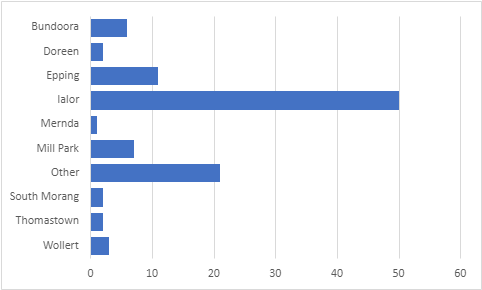 Bundoora
Doreen
Epping
lalor
Mernda
Mill Park
Other
South Morang
Thomastown
Wollert
0 10 20 30 40 50 60